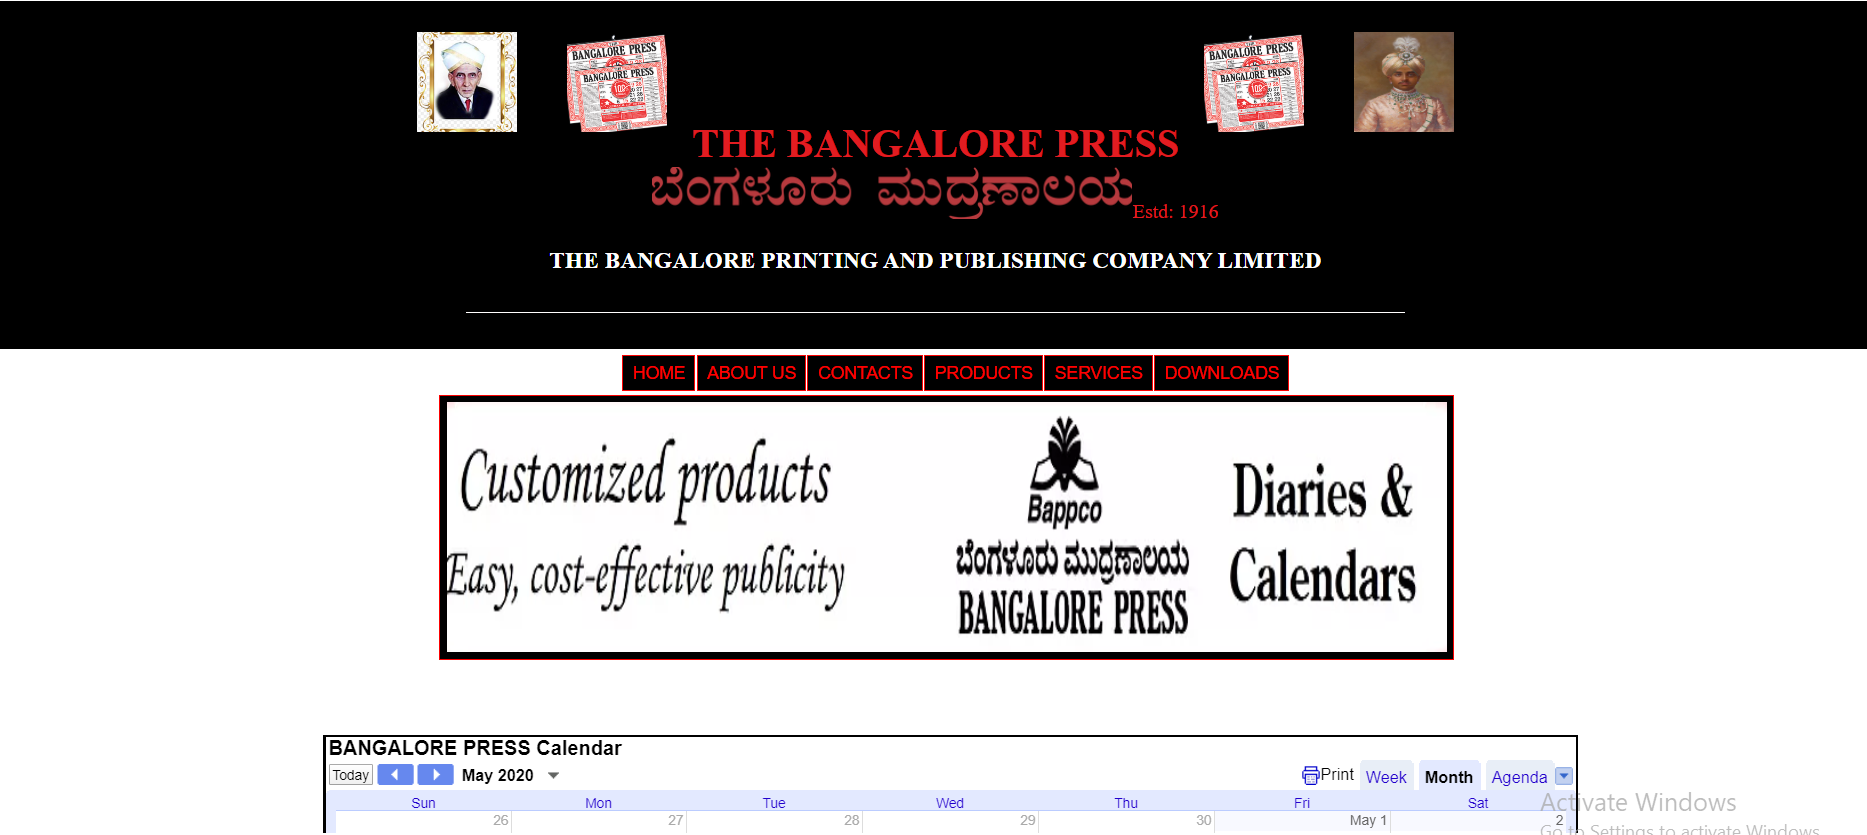 BANGALORE PRESS
BANGALORE PRESS
BANGALORE PRESS
BANGALORE PRESS
THE BANGALORE PRESS
ಬೆಂಗಳೂರು ಮುದ್ರಣಾಲಯ Estd: 1916
THE BANGALORE PRINTING AND PUBLISHING COMPANY LIMITED
HOME ABOUT US CONTACTS PRODUCTS SERVICES DOWNLOADS
Customized products
Easy, cost-effective publicity
Bappco
ಬೆಂಗಳೂರು ಮುದ್ರಣಾಲಯ
BANGALORE PRESS
Diaries &
Calendars
BANGALORE PRESS Calendar
Today May 2020 Print Week Month Agenda
Sun Mon Tue Wed Thu Fri Sat
26 27 28 29 30 May 1 2
Activate Windows
Go to Settings to activate Windows